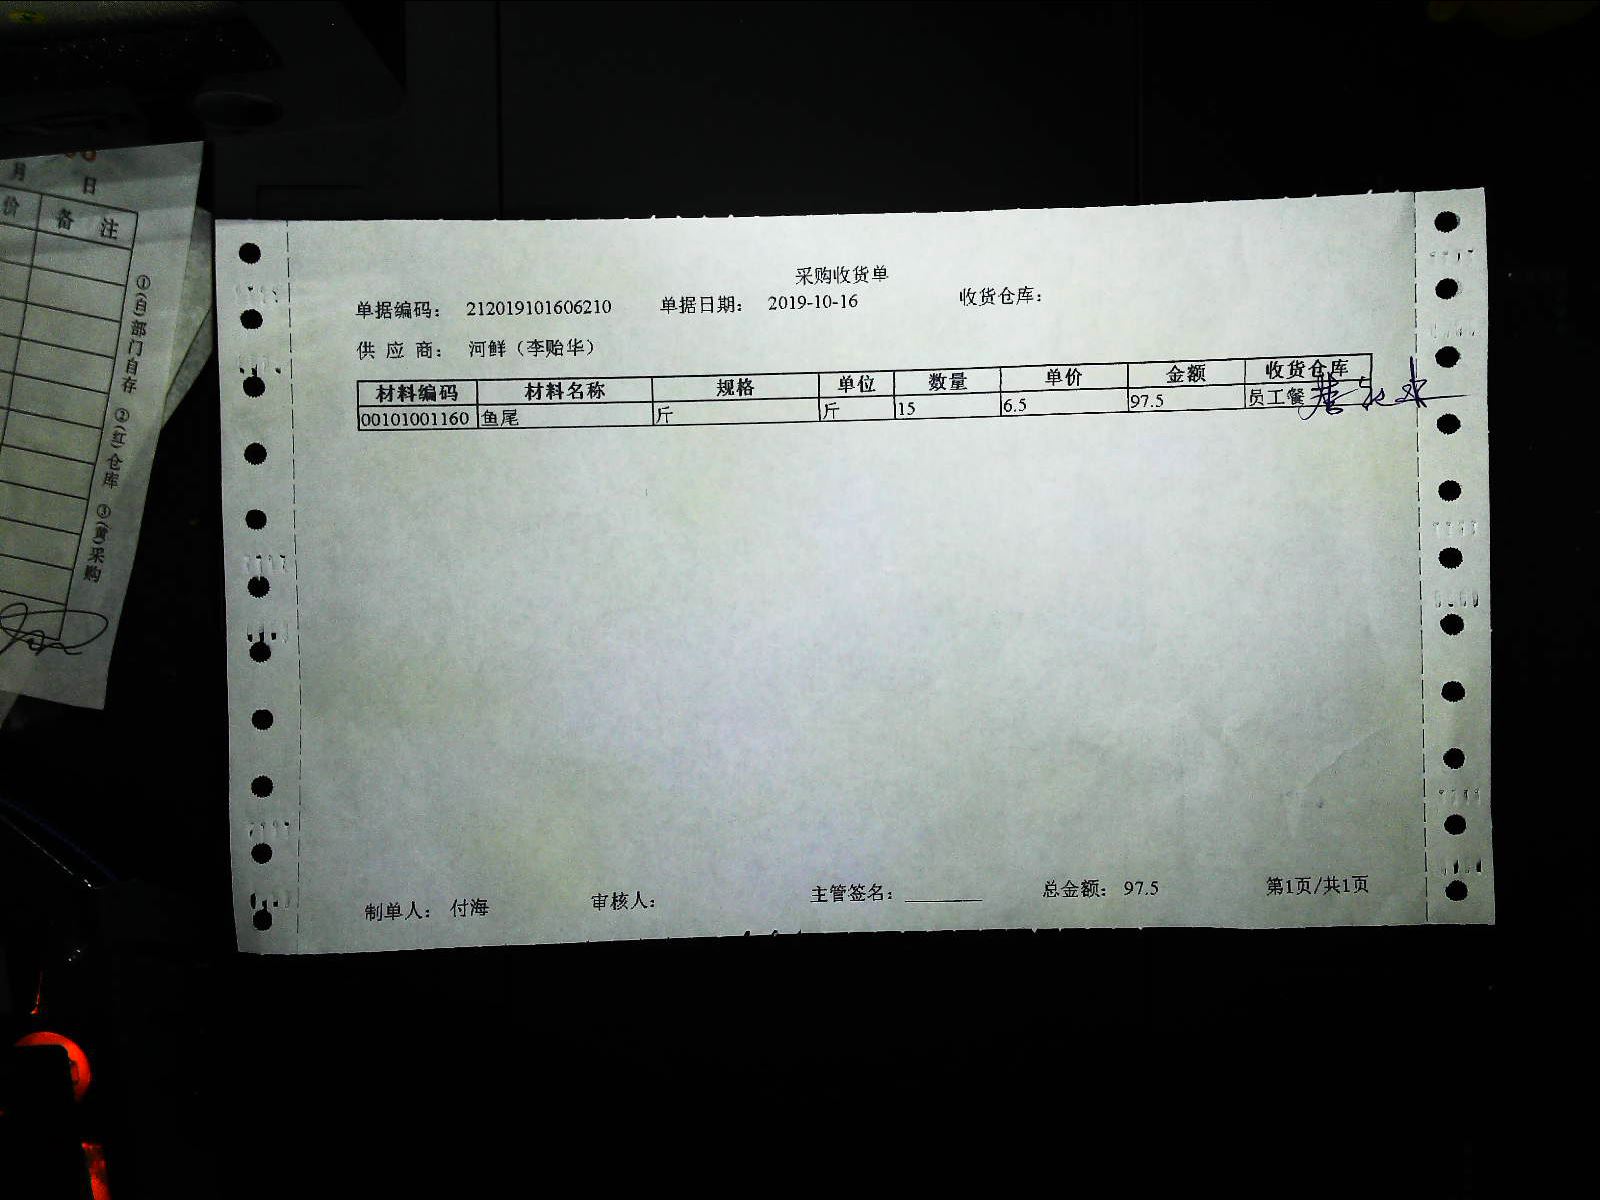 采购收货单
单据编码： 212019101606210 单据日期： 2019-10-16 收货仓库：
供 应 商： 河鲜（李贻华）
材料编码 材料名称 规格 单位 数量 单价 金额 收货仓库
00101001160 鱼尾 斤 斤 15 6.5 97.5 员工餐
制单人： 付海 审核人： 主管签名：_______ 总金额： 97.5 第1页/共1页
月 日
价 备 注
①(白)部门自存 ②(红)仓库 ③(黄)采购